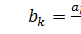 b_k = a